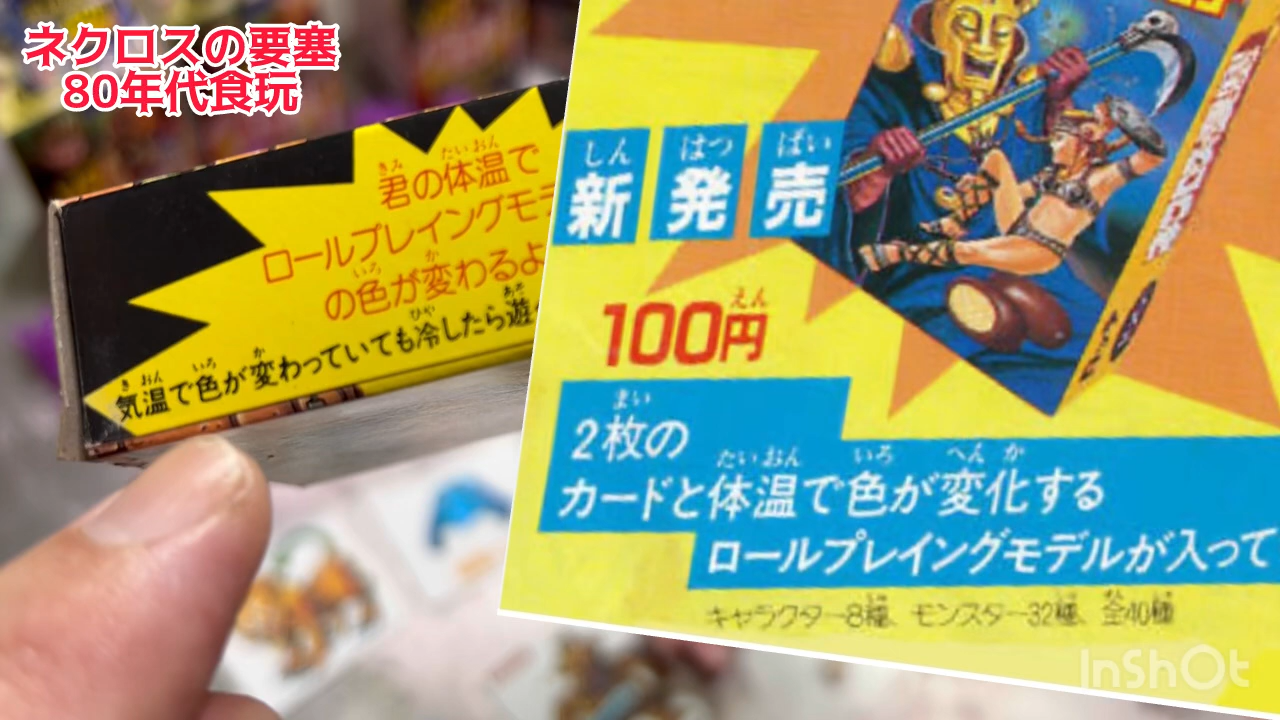 ネクロスの要塞
80年代食玩
君の体温で
ロールプレイングモデ
の色が変わるよ
気温で色が変わっていても冷したら遊
新発売
100円
2枚の
カードと体温で色が変化する
ロールプレイングモデルが入って
キャラクター8種、モンスター32種、全40種
InShOt